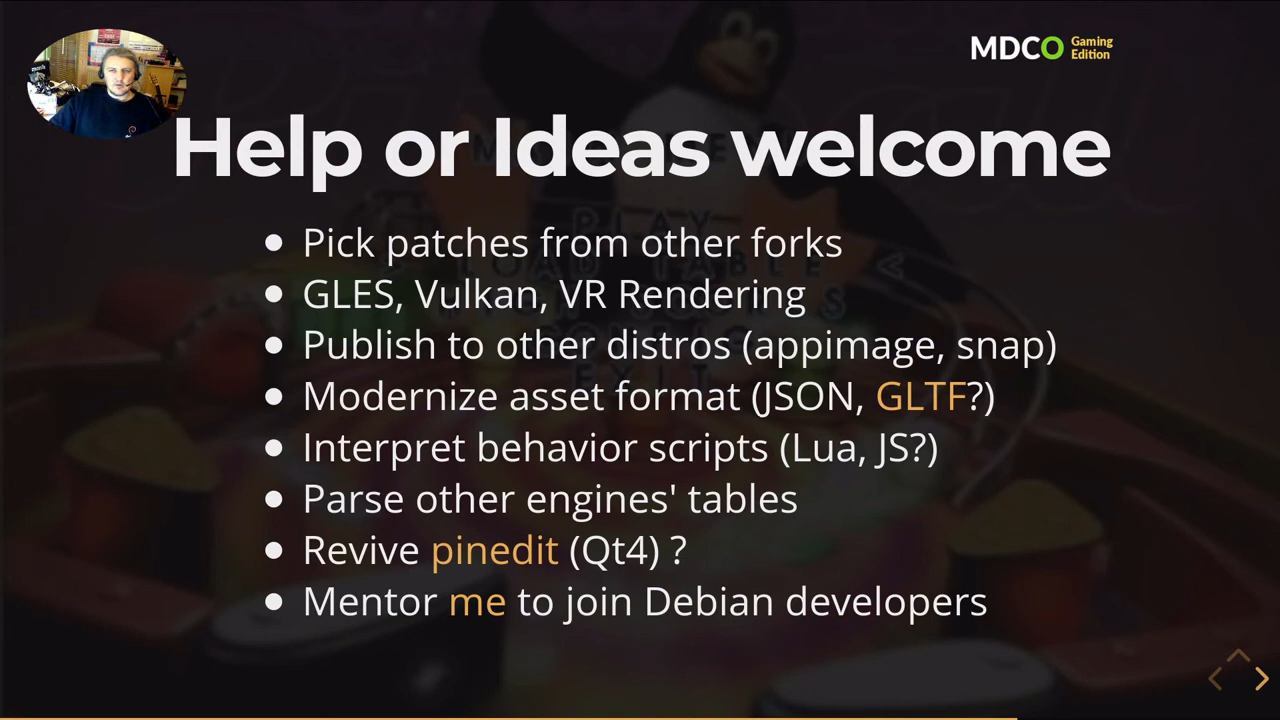 MDCO Gaming Edition
Help or Ideas welcome
Pick patches from other forks
GLES, Vulkan, VR Rendering
Publish to other distros (appimage, snap)
Modernize asset format (JSON, GLTF?)
Interpret behavior scripts (Lua, JS?)
Parse other engines' tables
Revive pinedit (Qt4) ?
Mentor me to join Debian developers
PLAY
EXIT